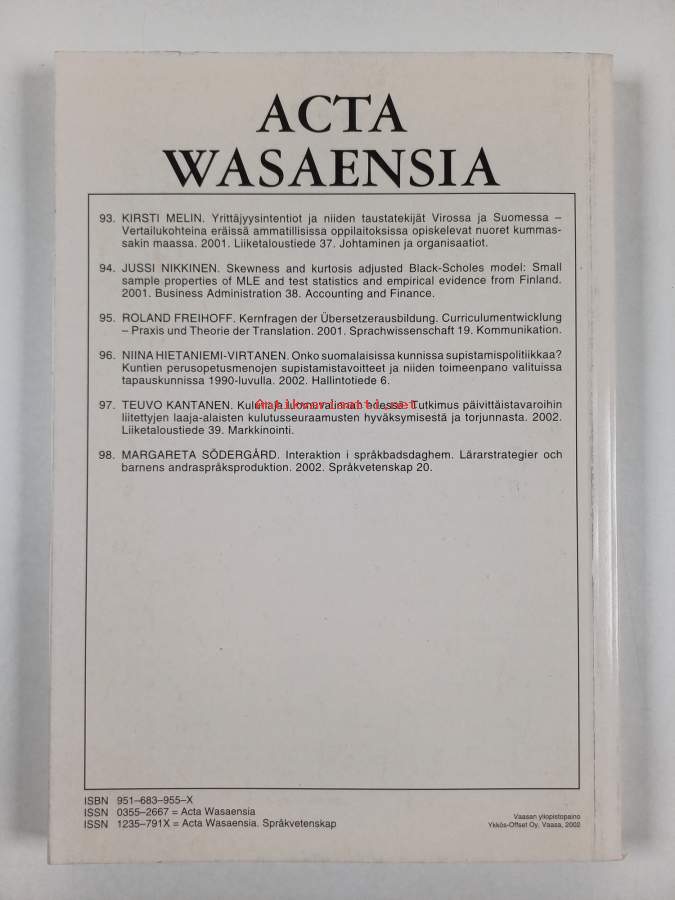 ACTA
WASAENSIA
93. KIRSTI MELIN. Yrittäjyysintentiot ja niiden taustatekijät Virossa ja Suomessa –
Vertailukohteina eräissä ammatillisissa oppilaitoksissa opiskelevat nuoret kummas-
sakin maassa. 2001. Liiketaloustiede 37. Johtaminen ja organisaatiot.
94. JUSSI NIKKINEN. Skewness and kurtosis adjusted Black-Scholes model: Small
sample properties of MLE and test statistics and empirical evidence from Finland.
2001. Business Administration 38. Accounting and Finance.
95. ROLAND FREIHOFF. Kernfragen der Übersetzerausbildung. Curriculumentwicklung
– Praxis und Theorie der Translation. 2001. Sprachwissenschaft 19. Kommunikation.
96. NIINA HIETANIEMI-VIRTANEN. Onko suomalaisissa kunnissa supistamispolitiikkaa?
Kuntien perusopetusmenojen supistamistavoitteet ja niiden toimeenpano valituissa
tapauskunnissa 1990-luvulla. 2002. Hallintotiede 6.
97. TEUVO KANTANEN. Kuluttaja luomuvalinnan edessä. Tutkimus päivittäistavaroihin
liitettyjen laaja-alaisten kulutusseuraamusten hyväksymisestä ja torjunnasta. 2002.
Liiketaloustiede 39. Markkinointi.
98. MARGARETA SÖDERGÅRD. Interaktion i språkbadsdaghem. Lärarstrategier och
barnens andraspråksproduktion. 2002. Språkvetenskap 20.
ISBN 951–683–955–X
ISSN 0355–2667 = Acta Wasaensia
ISSN 1235–791X = Acta Wasaensia. Språkvetenskap
Vaasan yliopistopaino
Ykkös-Offset Oy, Vaasa, 2002